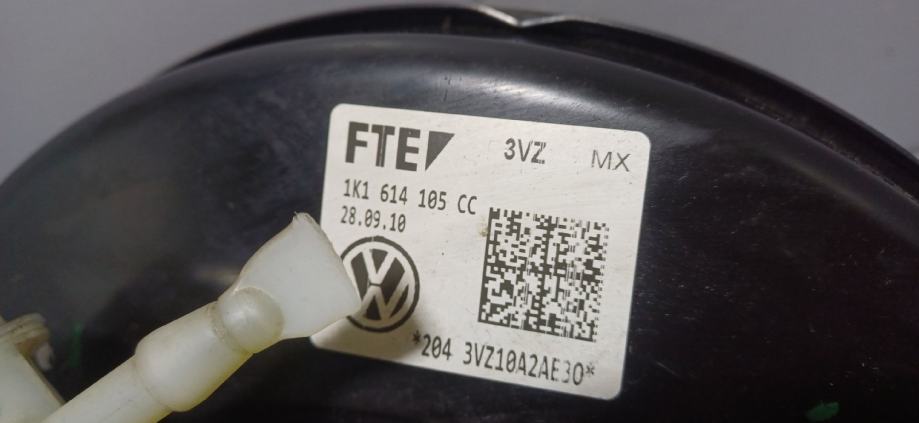 FTE 3VZ MX
1K1 614 105 CC
28.09.10
*204 3VZ10A2AE30*